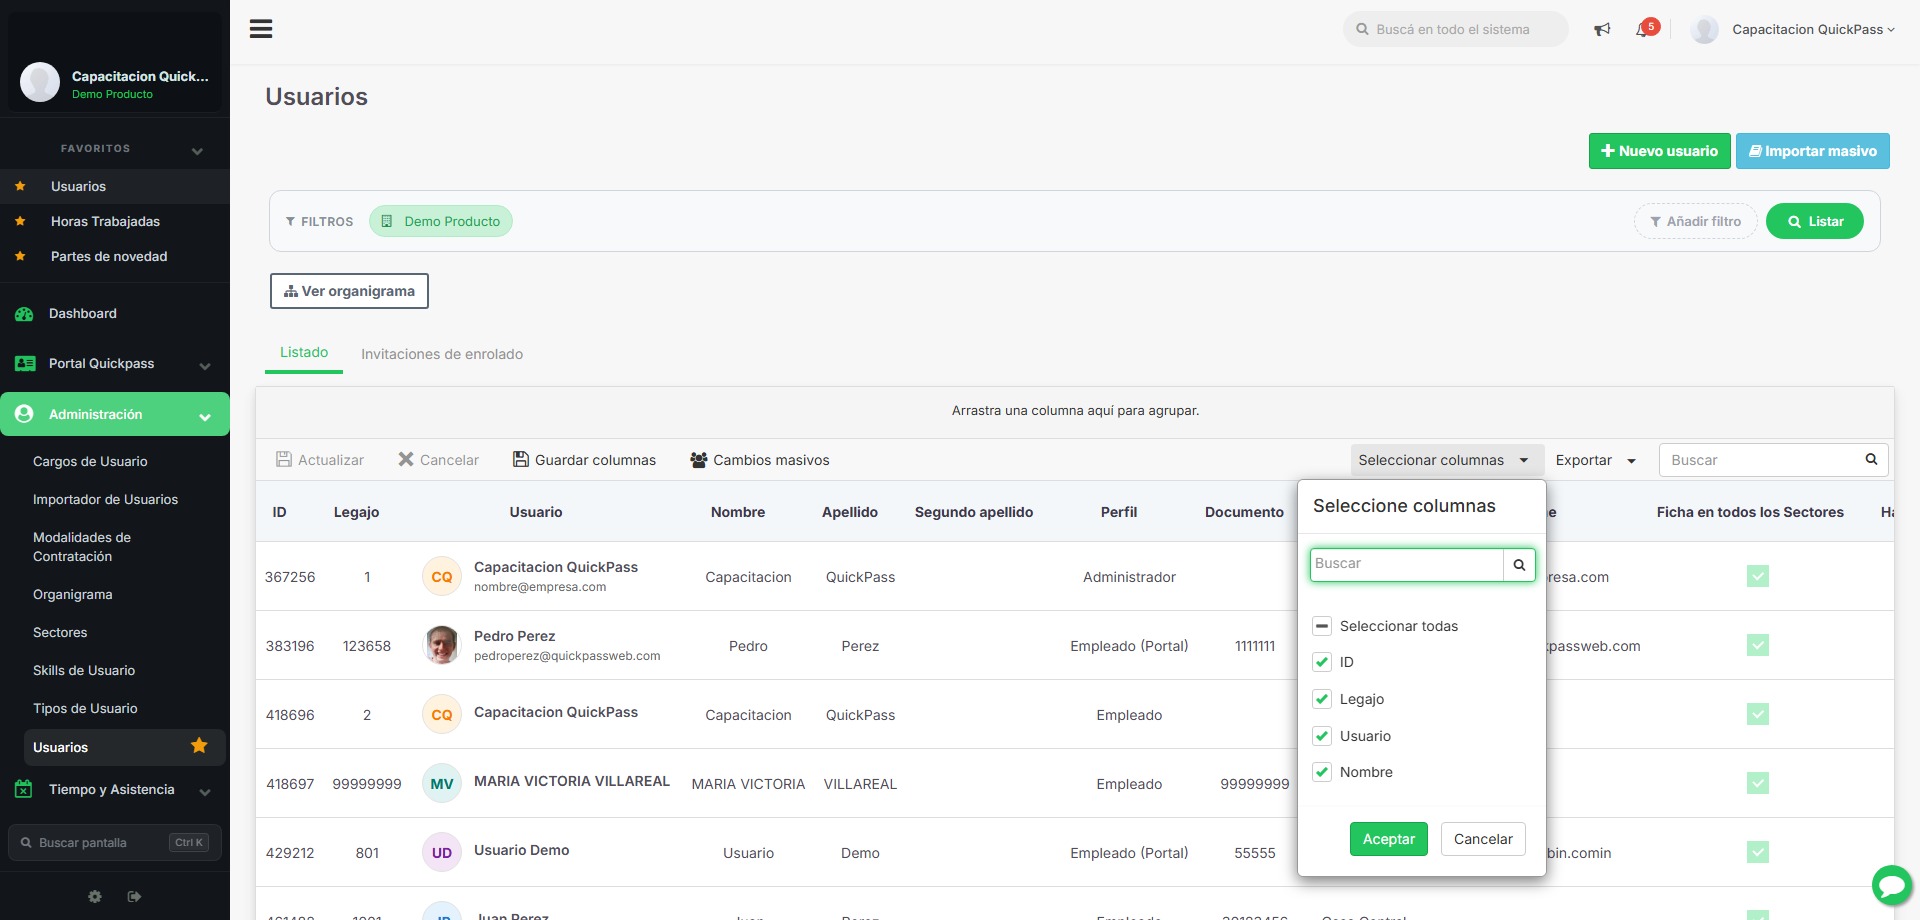 Capacitacion Quick...
Demo Producto
FAVORITOS
Usuarios
Horas Trabajadas
Partes de novedad
Dashboard
Portal Quickpass
Administración
Cargos de Usuario
Importador de Usuarios
Modalidades de
Contratación
Organigrama
Sectores
Skills de Usuario
Tipos de Usuario
Usuarios
Tiempo y Asistencia
Buscar pantalla Ctrl K
Buscá en todo el sistema
5
Capacitacion QuickPass
Usuarios
Nuevo usuario Importar masivo
FILTROS Demo Producto Añadir filtro Listar
Ver organigrama
Listado Invitaciones de enrolado
Arrastra una columna aquí para agrupar.
Actualizar Cancelar Guardar columnas Cambios masivos Seleccionar columnas Exportar Buscar
ID Legajo Usuario Nombre Apellido Segundo apellido Perfil Documento Ficha en todos los Sectores
367256 1 CQ Capacitacion QuickPass Capacitacion QuickPass Administrador
nombre@empresa.com
383196 123658 Pedro Perez Pedro Perez Empleado (Portal) 1111111
pedroperez@quickpassweb.com
418696 2 CQ Capacitacion QuickPass Capacitacion QuickPass Empleado
418697 99999999 MV MARIA VICTORIA VILLAREAL MARIA VICTORIA VILLAREAL Empleado 99999999
429212 801 UD Usuario Demo Usuario Demo Empleado (Portal) 55555
Juan Perez
Seleccione columnas
Buscar
Seleccionar todas
ID
Legajo
Usuario
Nombre
Aceptar Cancelar